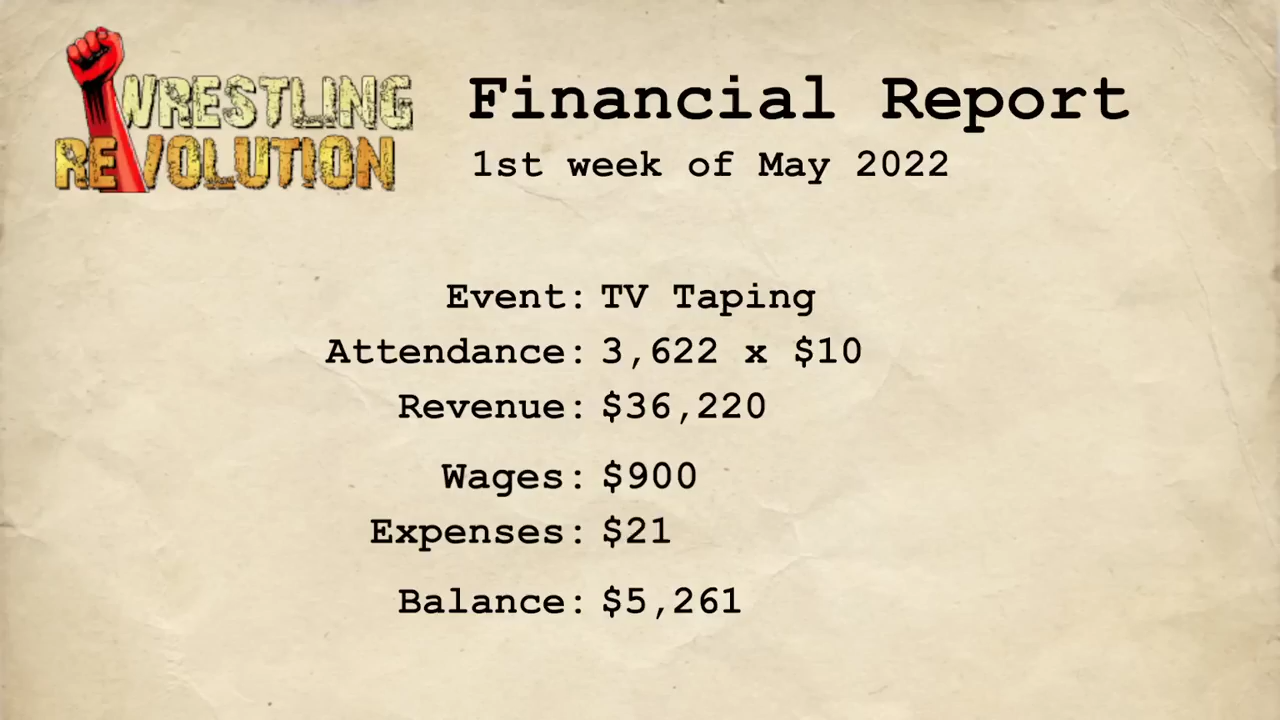 WRESTLING
REVOLUTION
Financial Report
1st week of May 2022
Event: TV Taping
Attendance: 3,622 x $10
Revenue: $36,220
Wages: $900
Expenses: $21
Balance: $5,261